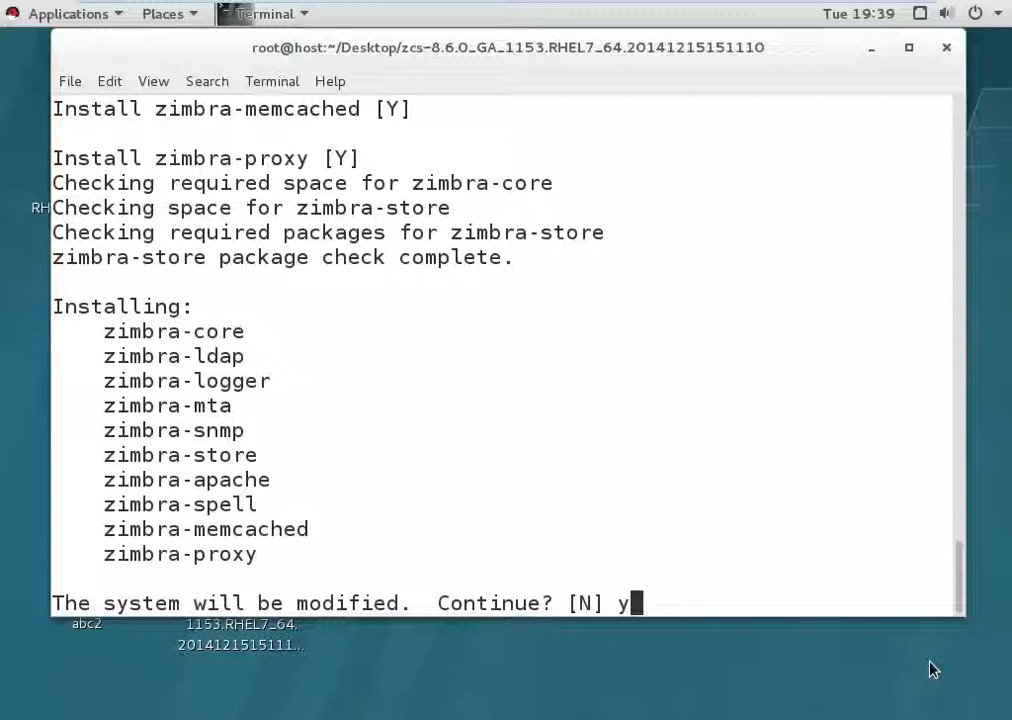 Applications Places Terminal Tue 19:39
root@host:~/Desktop/zcs-8.6.0_GA_1153.RHEL7_64.20141215151110
File Edit View Search Terminal Help
Install zimbra-memcached [Y]
Install zimbra-proxy [Y]
Checking required space for zimbra-core
RH
Checking space for zimbra-store
Checking required packages for zimbra-store
zimbra-store package check complete.
Installing:
zimbra-core
zimbra-ldap
zimbra-logger
zimbra-mta
zimbra-snmp
zimbra-store
zimbra-apache
zimbra-spell
zimbra-memcached
zimbra-proxy
The system will be modified. Continue? [N] y
abc2 1153.RHEL7_64.
2014121515111...